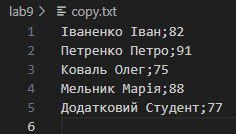 lab9 > copy.txt
1 Іваненко Іван;82
2 Петренко Петро;91
3 Коваль Олег;75
4 Мельник Марія;88
5 Додатковий Студент;77
6